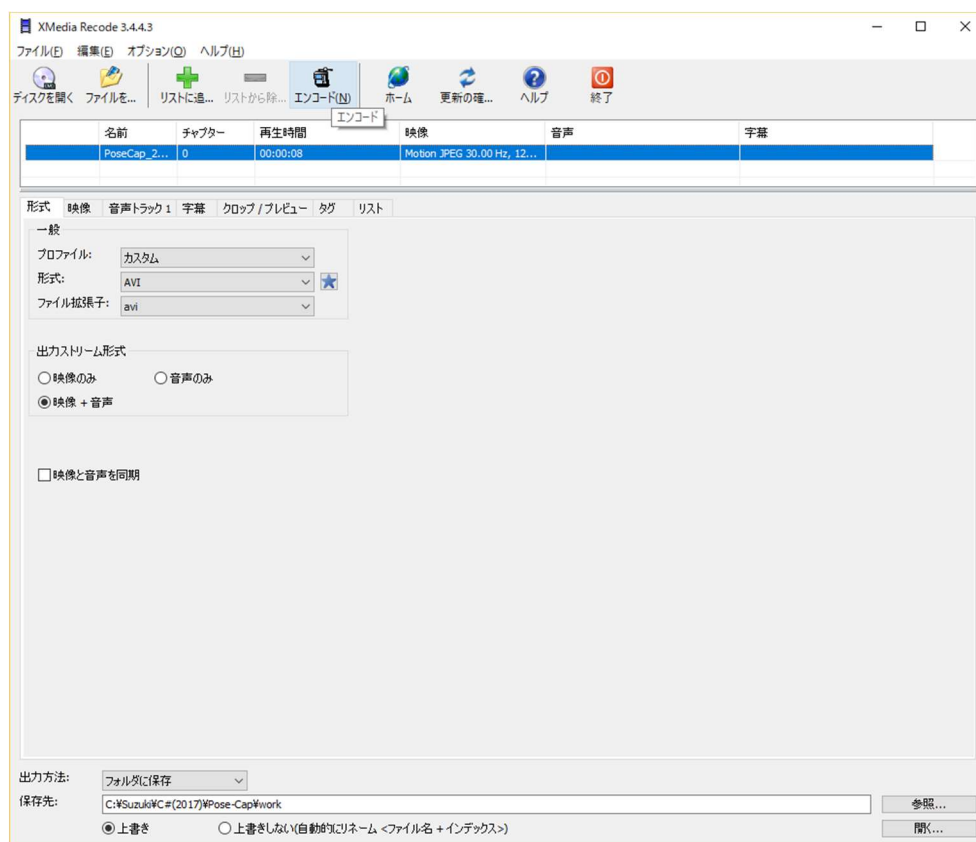 XMedia Recode 3.4.4.3
ファイル(F) 編集(E) オプション(O) ヘルプ(H)
ディスクを開く ファイルを... リストに追... リストから除... エンコード(N) ホーム 更新の確... ヘルプ 終了
エンコード
名前 チャプター 再生時間 映像 音声 字幕
PoseCap_2... 0 00:00:08 Motion JPEG 30.00 Hz, 12...
形式 映像 音声トラック 1 字幕 クロップ / プレビュー タグ リスト
一般
プロファイル: カスタム
形式: AVI
ファイル拡張子: avi
出力ストリーム形式
映像のみ 音声のみ
映像 + 音声
映像と音声を同期
出力方法: フォルダに保存
保存先: C:¥Suzuki¥C#(2017)¥Pose-Cap¥work 参照...
上書き 上書きしない(自動的にリネーム <ファイル名 + インデックス>) 開く...